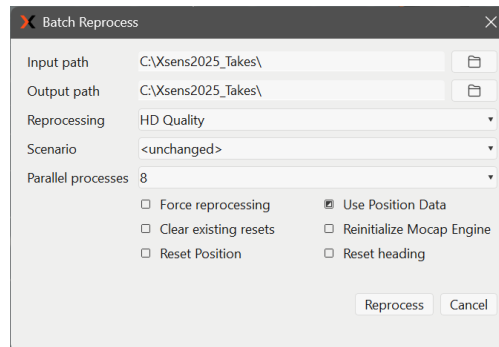 Batch Reprocess
Input path C:\Xsens2025_Takes\
Output path C:\Xsens2025_Takes\
Reprocessing HD Quality
Scenario <unchanged>
Parallel processes 8
Force reprocessing Use Position Data
Clear existing resets Reinitialize Mocap Engine
Reset Position Reset heading
Reprocess Cancel